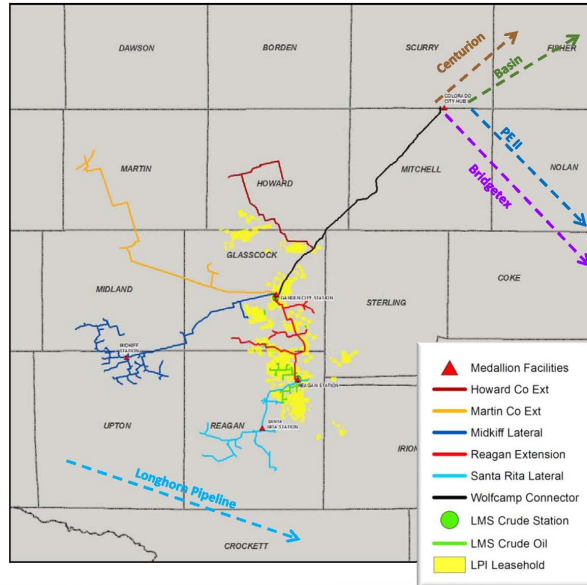 DAWSON
BORDEN
SCURRY
FISHER
Centurion
Basin
COLORADO
CITY HUB
MARTIN
HOWARD
MITCHELL
NOLAN
PE II
Bridgetex
GLASSCOCK
MIDLAND
COKE
STERLING
GARDEN CITY STATION
MIDKIFF
STATION
REAGAN STATION
UPTON
REAGAN
SANTA
RITA STATION
IRION
Longhorn Pipeline
CROCKETT
Medallion Facilities
Howard Co Ext
Martin Co Ext
Midkiff Lateral
Reagan Extension
Santa Rita Lateral
Wolfcamp Connector
LMS Crude Station
LMS Crude Oil
LPI Leasehold